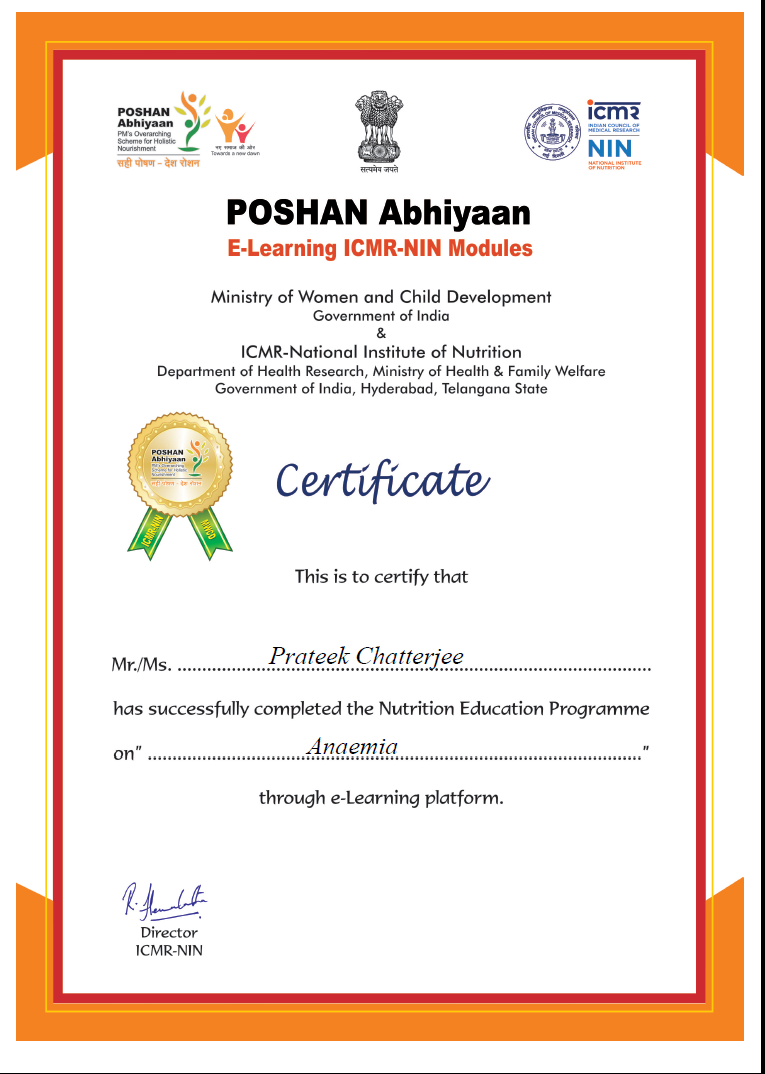 POSHAN
Abhiyaan
PM's Overarching
Scheme for Holistic
Nourishment
सही पोषण - देश रोशन
नए समाज की ओर
Towards a new dawn
सत्यमेव जयते
icmr
INDIAN COUNCIL OF
MEDICAL RESEARCH
NIN
NATIONAL INSTITUTE
OF NUTRITION
POSHAN Abhiyaan
E-Learning ICMR-NIN Modules
Ministry of Women and Child Development
Government of India
&
ICMR-National Institute of Nutrition
Department of Health Research, Ministry of Health & Family Welfare
Government of India, Hyderabad, Telangana State
POSHAN
Abhiyaan
PM's Overarching
Scheme for Holistic
Nourishment
सही पोषण - देश रोशन
ICMR-NIN
MWCD
Certificate
This is to certify that
Mr./Ms. Prateek Chatterjee
has successfully completed the Nutrition Education Programme
on" Anaemia "
through e-Learning platform.
Director
ICMR-NIN